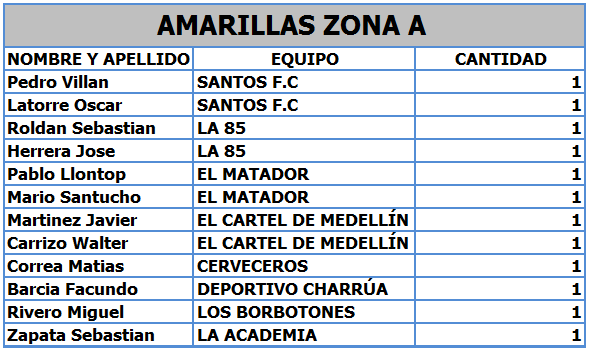 AMARILLAS ZONA A
NOMBRE Y APELLIDO EQUIPO CANTIDAD
Pedro Villan SANTOS F.C 1
Latorre Oscar SANTOS F.C 1
Roldan Sebastian LA 85 1
Herrera Jose LA 85 1
Pablo Llontop EL MATADOR 1
Mario Santucho EL MATADOR 1
Martinez Javier EL CARTEL DE MEDELLÍN 1
Carrizo Walter EL CARTEL DE MEDELLÍN 1
Correa Matias CERVECEROS 1
Barcia Facundo DEPORTIVO CHARRÚA 1
Rivero Miguel LOS BORBOTONES 1
Zapata Sebastian LA ACADEMIA 1